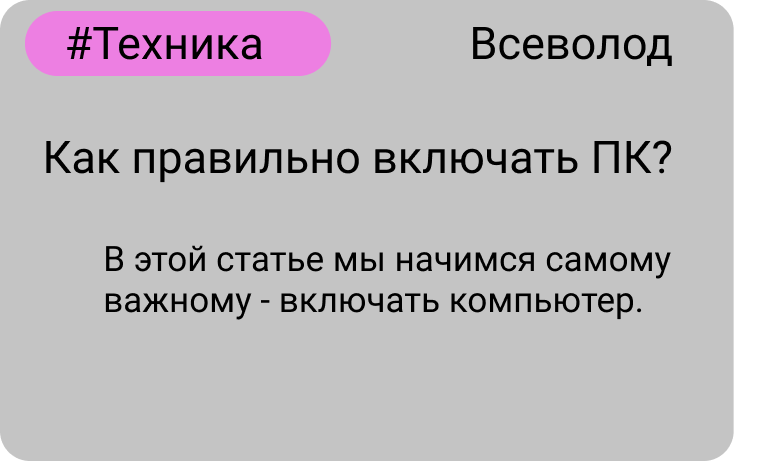 #Техника
Всеволод
Как правильно включать ПК?
В этой статье мы начимся самому
важному - включать компьютер.